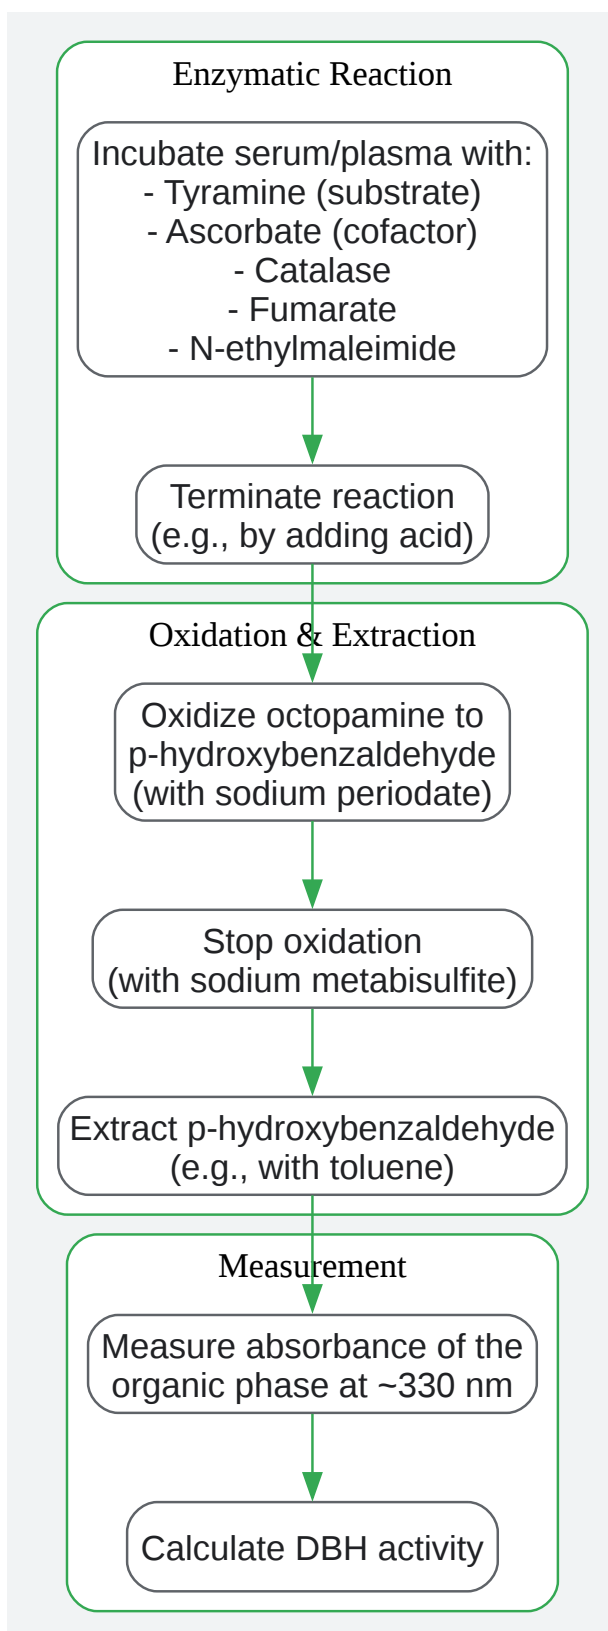 Enzymatic Reaction
Incubate serum/plasma with:
- Tyramine (substrate)
- Ascorbate (cofactor)
- Catalase
- Fumarate
- N-ethylmaleimide
Terminate reaction
(e.g., by adding acid)
Oxidation & Extraction
Oxidize octopamine to
p-hydroxybenzaldehyde
(with sodium periodate)
Stop oxidation
(with sodium metabisulfite)
Extract p-hydroxybenzaldehyde
(e.g., with toluene)
Measurement
Measure absorbance of the
organic phase at ~330 nm
Calculate DBH activity